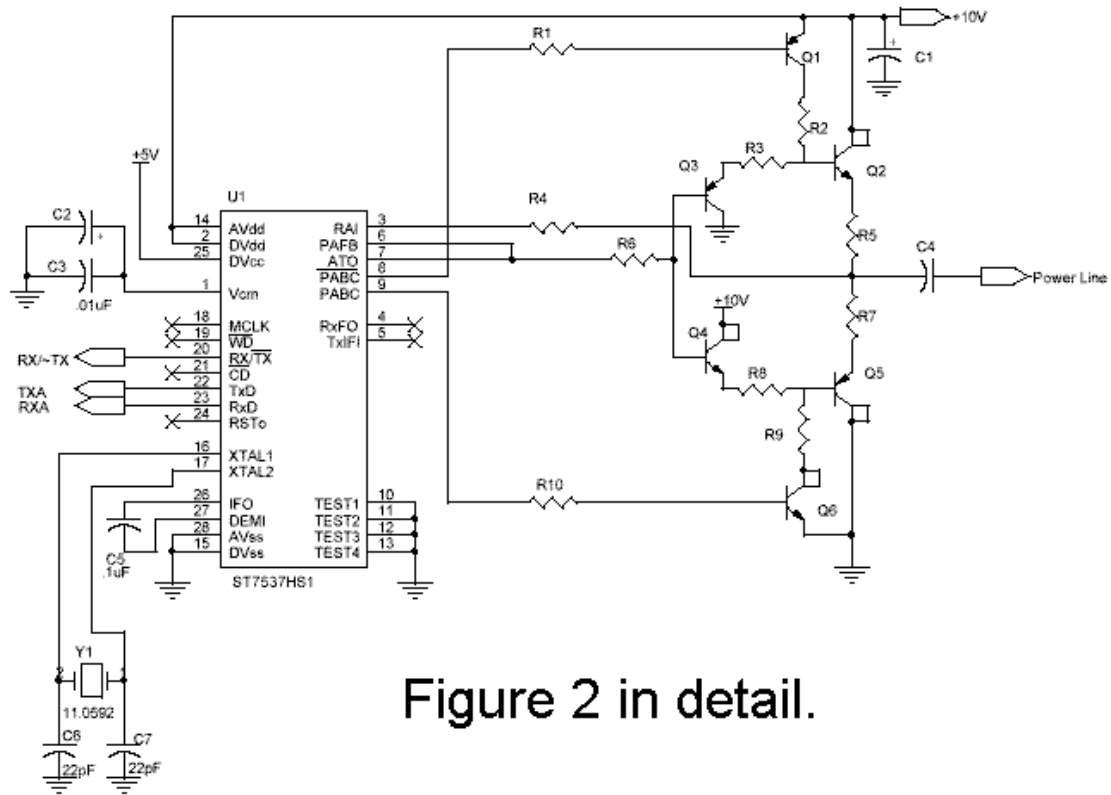 +10V
R1
Q1
C1
R2
+5V
Q3
R3
Q2
U1
R4
C2
14
AVdd
RAI
3
2
DVdd
PAFB
6
R5
C4
25
DVcc
ATO
7
R6
C3
PABC
8
Power Line
.01uF
1
Vcm
PABC
9
+10V
R7
18
MCLK
RxFO
4
19
WD
TxIFI
5
Q4
RX/~TX
20
RX/TX
21
CD
R8
Q5
TXA
22
TxD
RXA
23
RxD
24
RSTo
R9
16
XTAL1
17
XTAL2
R10
26
IFO
TEST1
10
27
DEMI
TEST2
11
Q6
28
AVss
TEST3
12
15
DVss
TEST4
13
C5
.1uF
ST7537HS1
Y1
2
1
11.0592
Figure 2 in detail.
C6
C7
22pF
22pF